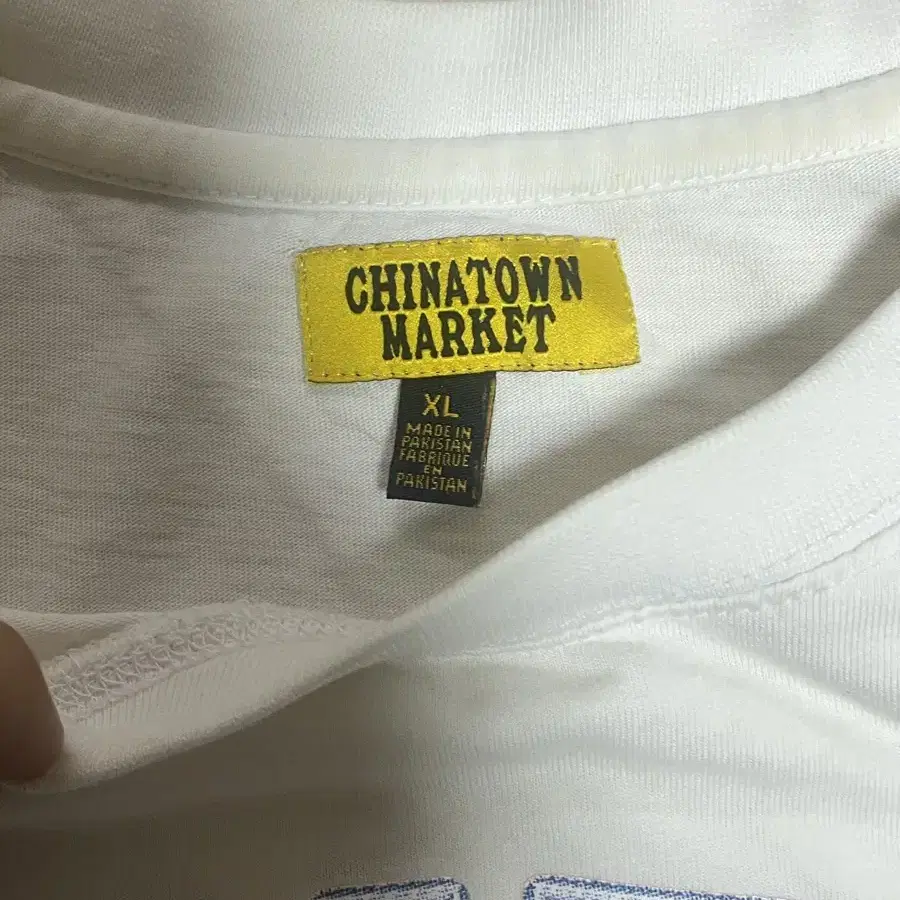 CHINATOWN
MARKET
XL
MADE IN
PAKISTAN
FABRIQUE
EN
PAKISTAN